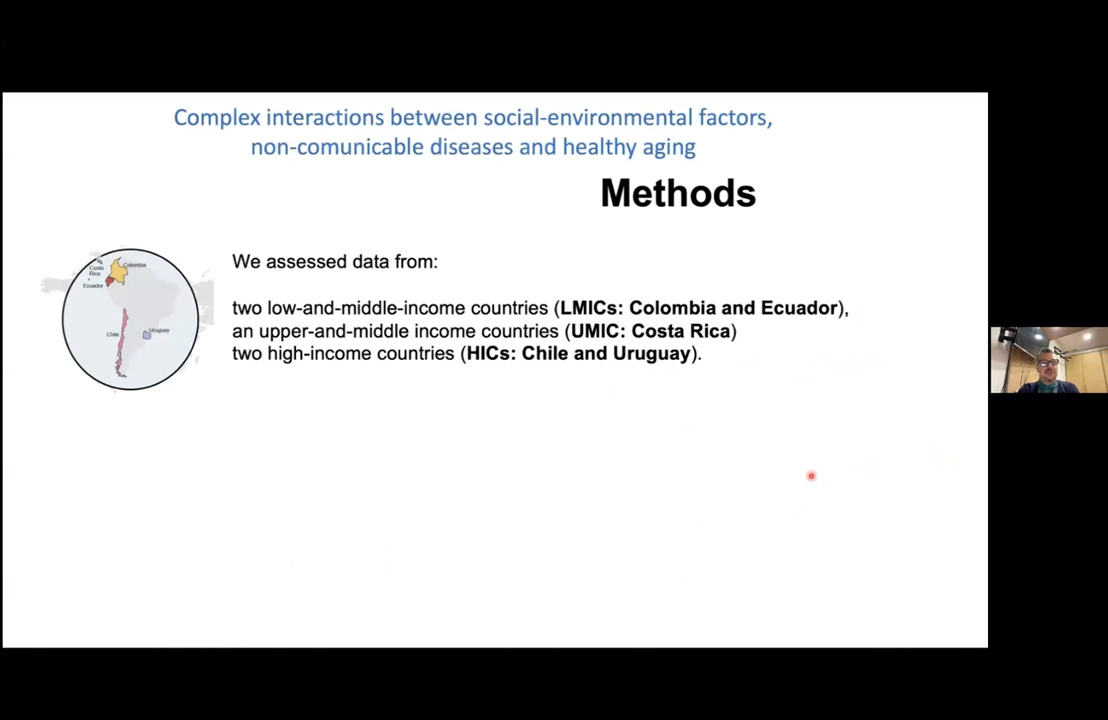 Complex interactions between social-environmental factors,
non-comunicable diseases and healthy aging
Methods
Costa
Rica
Colombia
Ecuador
Chile
Uruguay
We assessed data from:
two low-and-middle-income countries (LMICs: Colombia and Ecuador),
an upper-and-middle income countries (UMIC: Costa Rica)
two high-income countries (HICs: Chile and Uruguay).